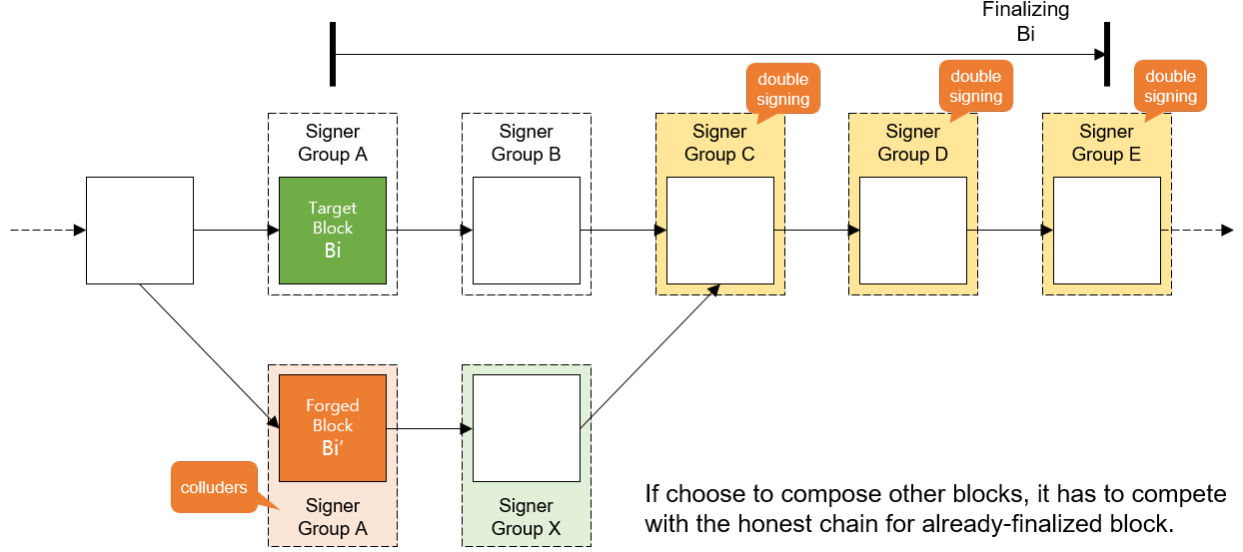 Finalizing
Bi
double
signing
double
signing
double
signing
Signer
Group A
Signer
Group B
Signer
Group C
Signer
Group D
Signer
Group E
Target
Block
Bi
Forged
Block
Bi'
colluders
Signer
Group A
Signer
Group X
If choose to compose other blocks, it has to compete
with the honest chain for already-finalized block.